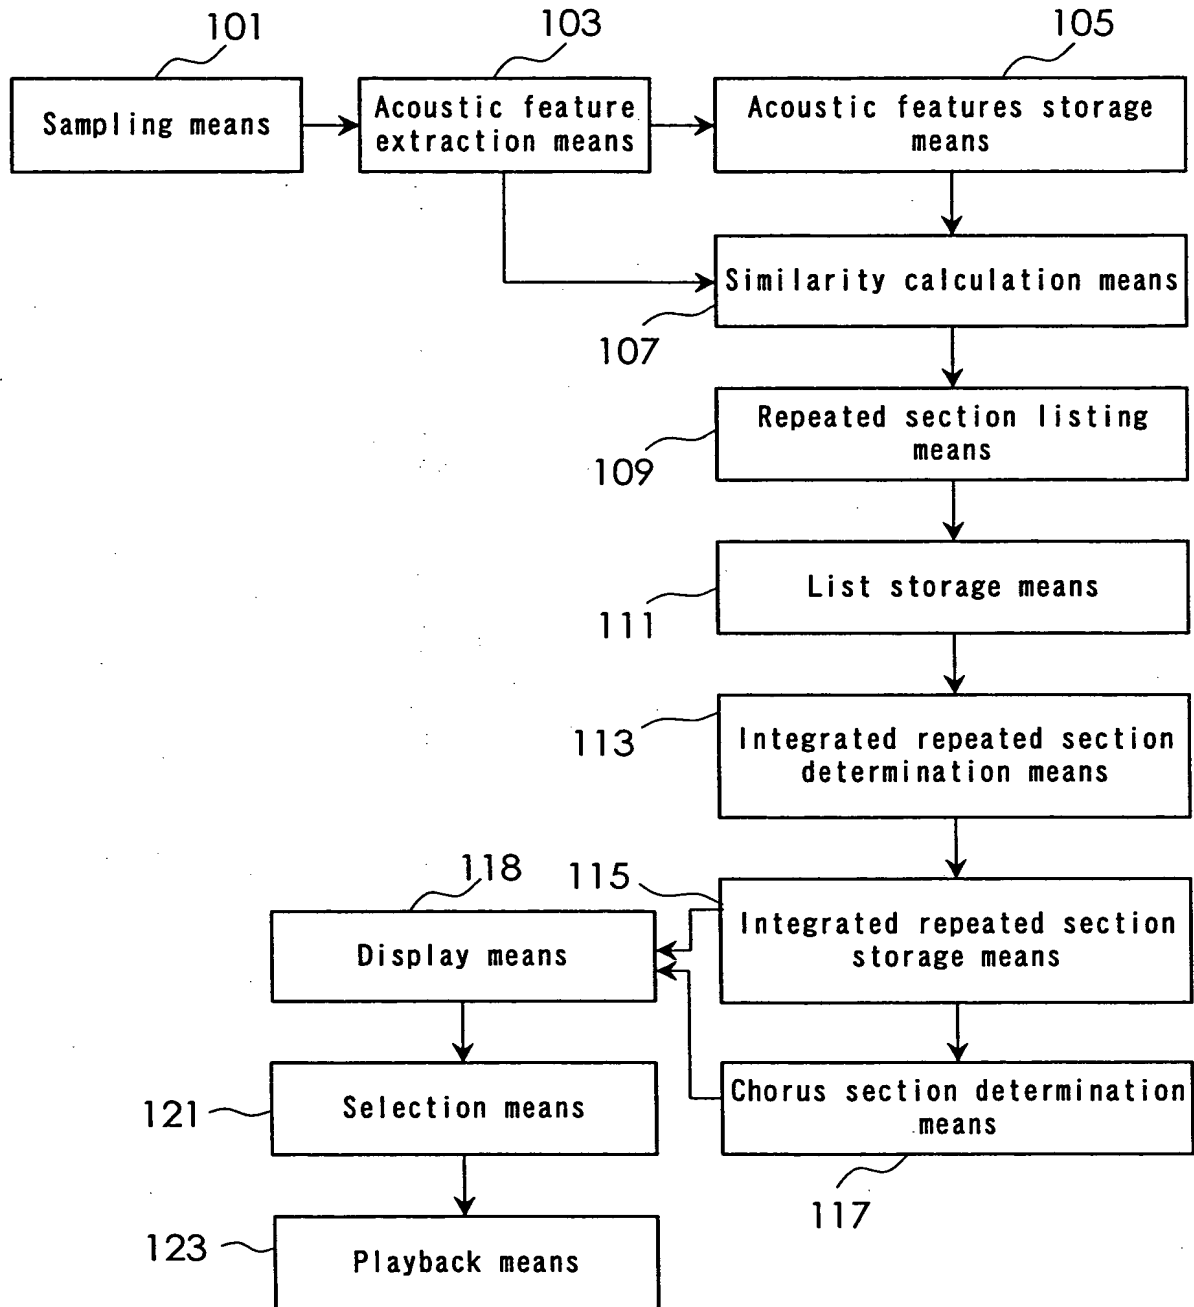 101
103
105
Sampling means
Acoustic feature
extraction means
Acoustic features storage
means
Similarity calculation means
107
Repeated section listing
means
109
List storage means
111
Integrated repeated section
determination means
113
118
115
Display means
Integrated repeated section
storage means
121
Selection means
Chorus section determination
means
117
123
Playback means